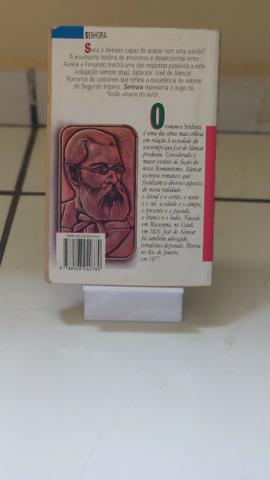 SENHORA
Seria o dinheiro capaz de acabar com uma paixão?
A envolvente história de encontros e desencontros entre
Aurélia e Fernando mostra uma das respostas possíveis a esta
indagação sempre atual, dada por José de Alencar.
Romance de costumes que reflete a decadência de valores
do Segundo Império, Senhora representa o auge da
ficção urbana do autor.
O romance Senhora
é uma das obras mais críticas
em relação à sociedade de
seu tempo que José de Alencar
produziu. Considerado o
maior escritor de ficção do
nosso Romantismo, Alencar
escreveu romances que
focalizam os diversos aspectos
de nossa realidade:
o litoral e o sertão, o norte
e o sul, a cidade e o campo,
o presente e o passado,
o branco e o índio. Nascido
em Mecejana, no Ceará,
em 1829, José de Alencar
foi também advogado,
jornalista e deputado. Morreu
no Rio de Janeiro,
em 1877.